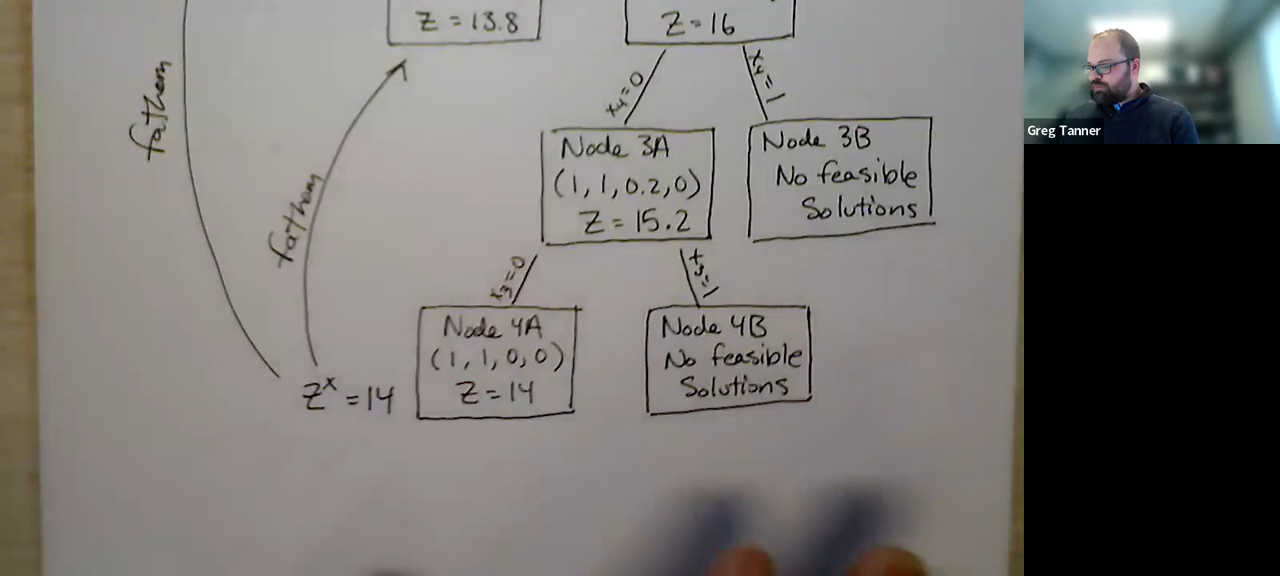 Z = 13.8
Z = 16
fathom
fathom
x4 = 0
x4 = 1
Node 3A
(1, 1, 0.2, 0)
Z = 15.2
Node 3B
No feasible
Solutions
x3 = 0
x3 = 1
Node 4A
(1, 1, 0, 0)
Z = 14
Node 4B
No feasible
Solutions
Z* = 14
Greg Tanner